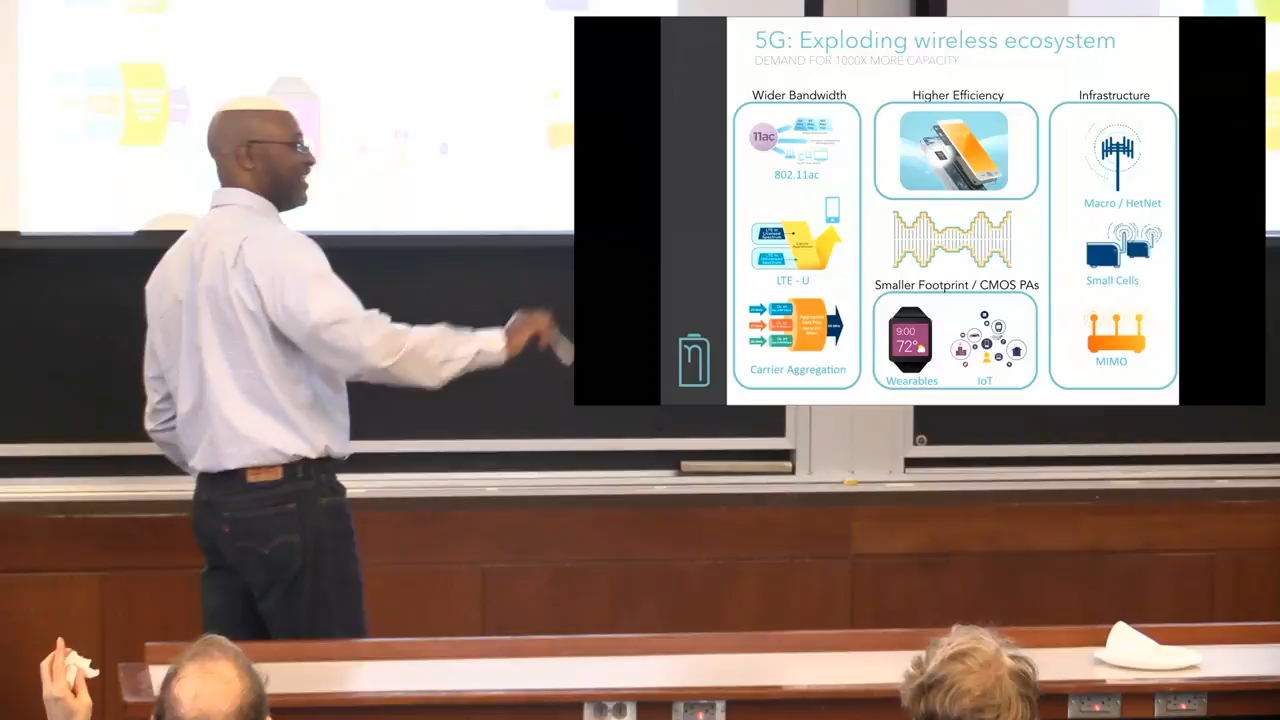 5G: Exploding wireless ecosystem
DEMAND FOR 1000X MORE CAPACITY
Wider Bandwidth
11ac
802.11ac
LTE - U
Carrier Aggregation
Higher Efficiency
Smaller Footprint / CMOS PAs
9:00
72°
Wearables
IoT
Infrastructure
Macro / HetNet
Small Cells
MIMO
η